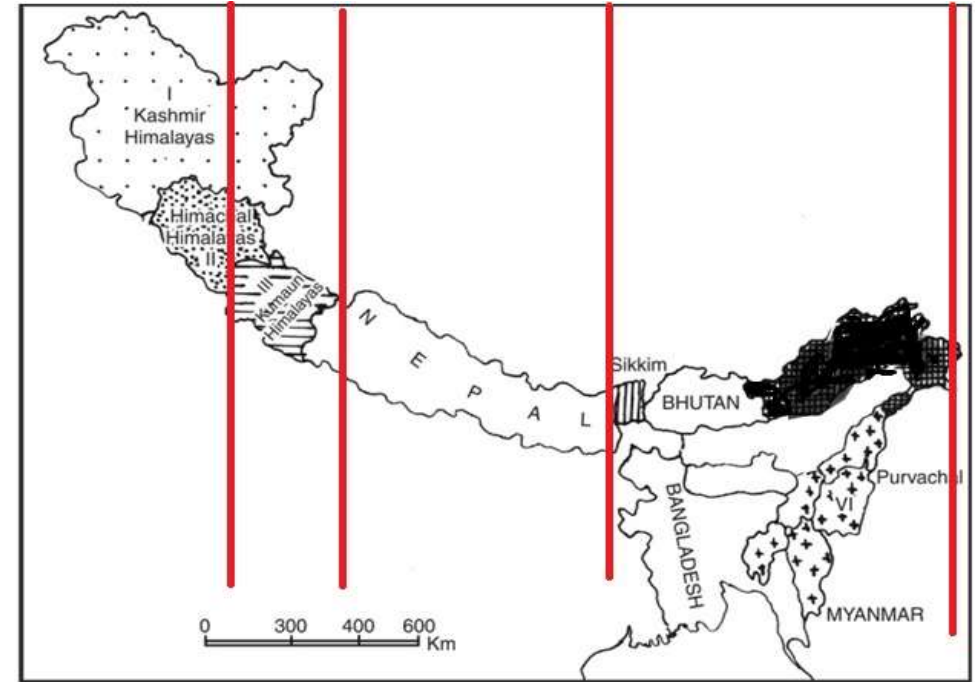 I
Kashmir
Himalayas
Himachal
Himalayas
II
III
Kumaun
Himalayas
NEPAL
Sikkim
BHUTAN
BANGLADESH
Purvachal
VI
MYANMAR
0 300 400 600
Km